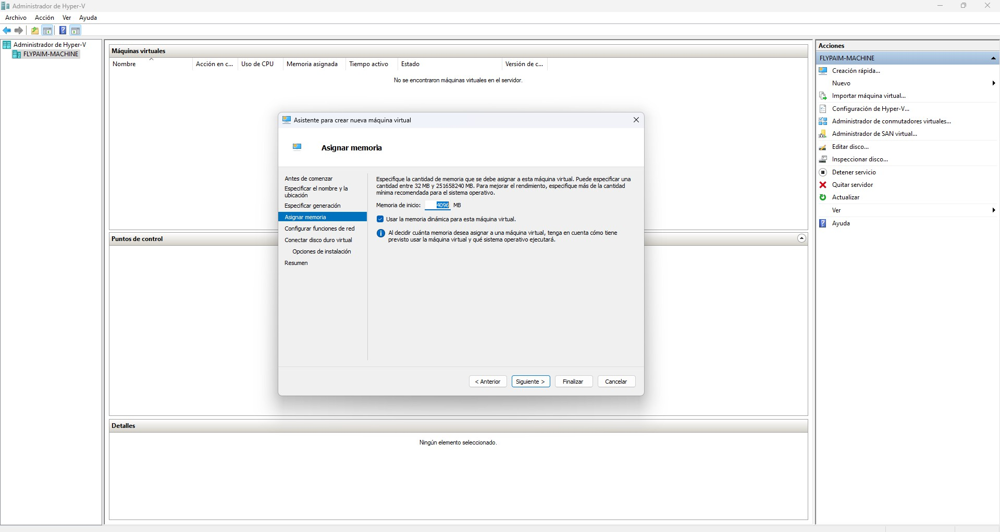 Administrador de Hyper-V
Archivo Acción Ver Ayuda
Administrador de Hyper-V
FLYPAIM-MACHINE
Máquinas virtuales
Nombre Acción en c... Uso de CPU Memoria asignada Tiempo activo Estado Versión de c...
No se encontraron máquinas virtuales en el servidor.
Asistente para crear nueva máquina virtual
Asignar memoria
Antes de comenzar
Especificar el nombre y la
ubicación
Especificar generación
Asignar memoria
Configurar funciones de red
Conectar disco duro virtual
Opciones de instalación
Resumen
Especifique la cantidad de memoria que se debe asignar a esta máquina virtual. Puede especificar una
cantidad entre 32 MB y 251658240 MB. Para mejorar el rendimiento, especifique más de la cantidad
mínima recomendada para el sistema operativo.
Memoria de inicio: 4096 MB
Usar la memoria dinámica para esta máquina virtual.
Al decidir cuánta memoria desea asignar a una máquina virtual, tenga en cuenta cómo tiene
previsto usar la máquina virtual y qué sistema operativo ejecutará.
< Anterior Siguiente > Finalizar Cancelar
Puntos de control
Detalles
Ningún elemento seleccionado.
Acciones
FLYPAIM-MACHINE
Creación rápida...
Nuevo
Importar máquina virtual...
Configuración de Hyper-V...
Administrador de conmutadores virtuales...
Administrador de SAN virtual...
Editar disco...
Inspeccionar disco...
Detener servicio
Quitar servidor
Actualizar
Ver
Ayuda